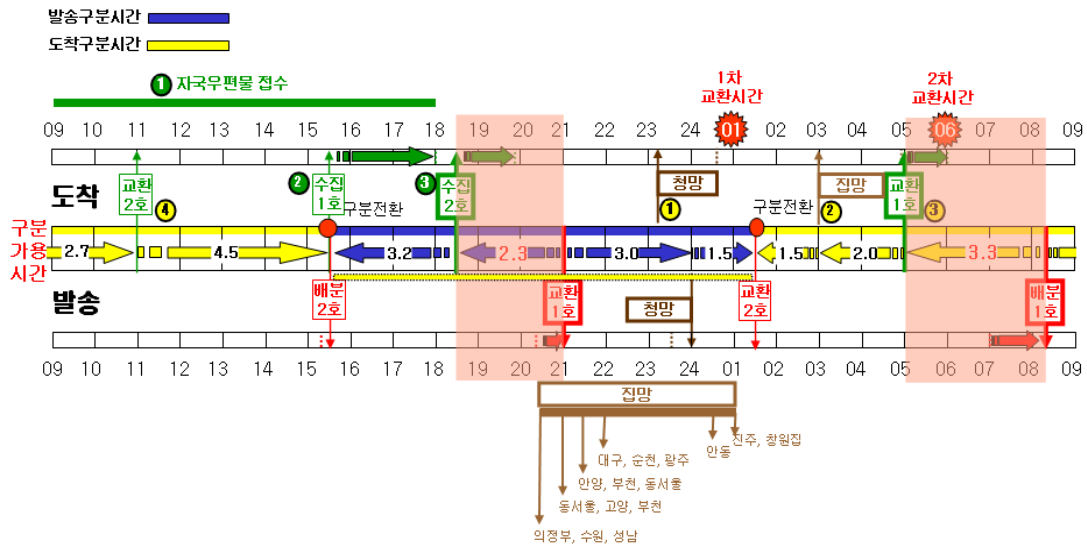 발송구분시간
도착구분시간
1 자국우편물 접수
1차
교환시간
2차
교환시간
09 10 11 12 13 14 15 16 17 18 19 20 21 22 23 24 01 02 03 04 05 06 07 08 09
도착
교환
2호
4
2
수집
1호
3
수집
2호
청망
1
집망
2
교환
1호
3
구분전환
구분전환
구분
가용
시간
2.7
4.5
3.2
2.3
3.0
1.5
1.5
2.0
3.3
발송
배분
2호
교환
1호
청망
교환
2호
배분
1호
09 10 11 12 13 14 15 16 17 18 19 20 21 22 23 24 01 02 03 04 05 06 07 08 09
집망
진주, 창원집
안동
대구, 순천, 광주
안양, 부천, 동서울
동서울, 고양, 부천
의정부, 수원, 성남